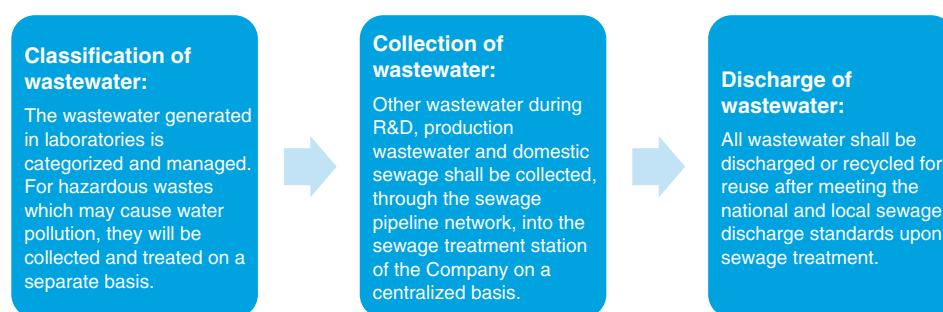 Classification of
wastewater:
The wastewater generated
in laboratories is
categorized and managed.
For hazardous wastes
which may cause water
pollution, they will be
collected and treated on a
separate basis.
Collection of
wastewater:
Other wastewater during
R&D, production
wastewater and domestic
sewage shall be collected,
through the sewage
pipeline network, into the
sewage treatment station
of the Company on a
centralized basis.
Discharge of
wastewater:
All wastewater shall be
discharged or recycled for
reuse after meeting the
national and local sewage
discharge standards upon
sewage treatment.